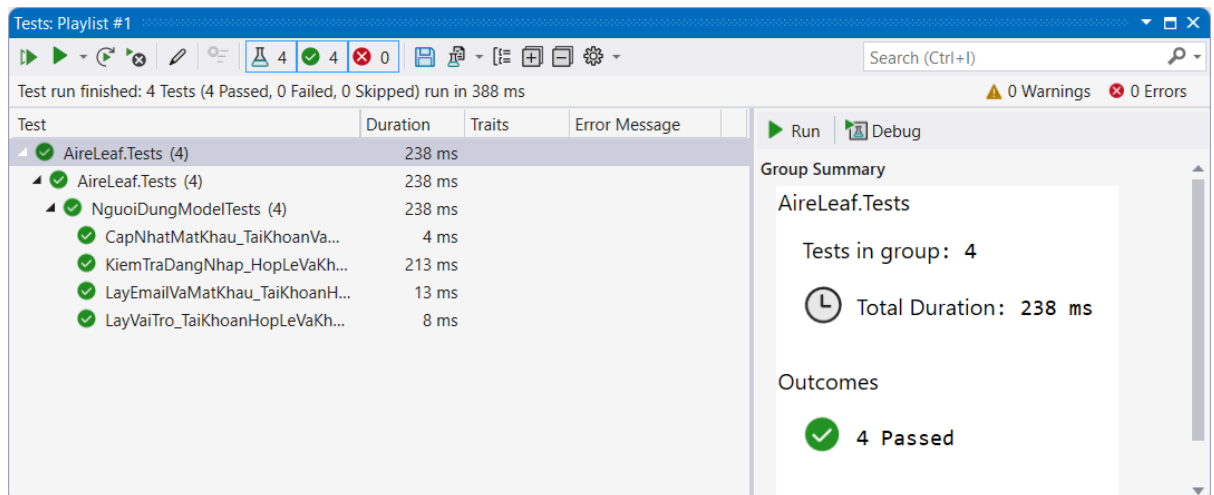 Tests: Playlist #1
4 4 0
Search (Ctrl+I)
Test run finished: 4 Tests (4 Passed, 0 Failed, 0 Skipped) run in 388 ms
0 Warnings 0 Errors
Test Duration Traits Error Message
AireLeaf.Tests (4) 238 ms
AireLeaf.Tests (4) 238 ms
NguoiDungModelTests (4) 238 ms
CapNhatMatKhau_TaiKhoanVa... 4 ms
KiemTraDangNhap_HopLeVaKh... 213 ms
LayEmailVaMatKhau_TaiKhoanH... 13 ms
LayVaiTro_TaiKhoanHopLeVaKh... 8 ms
Run Debug
Group Summary
AireLeaf.Tests
Tests in group: 4
Total Duration: 238 ms
Outcomes
4 Passed